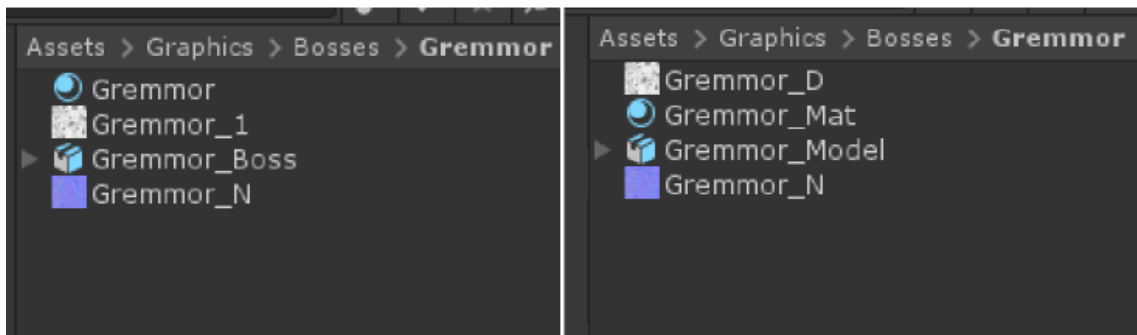 Assets > Graphics > Bosses > Gremmor
Gremmor
Gremmor_1
Gremmor_Boss
Gremmor_N
Assets > Graphics > Bosses > Gremmor
Gremmor_D
Gremmor_Mat
Gremmor_Model
Gremmor_N